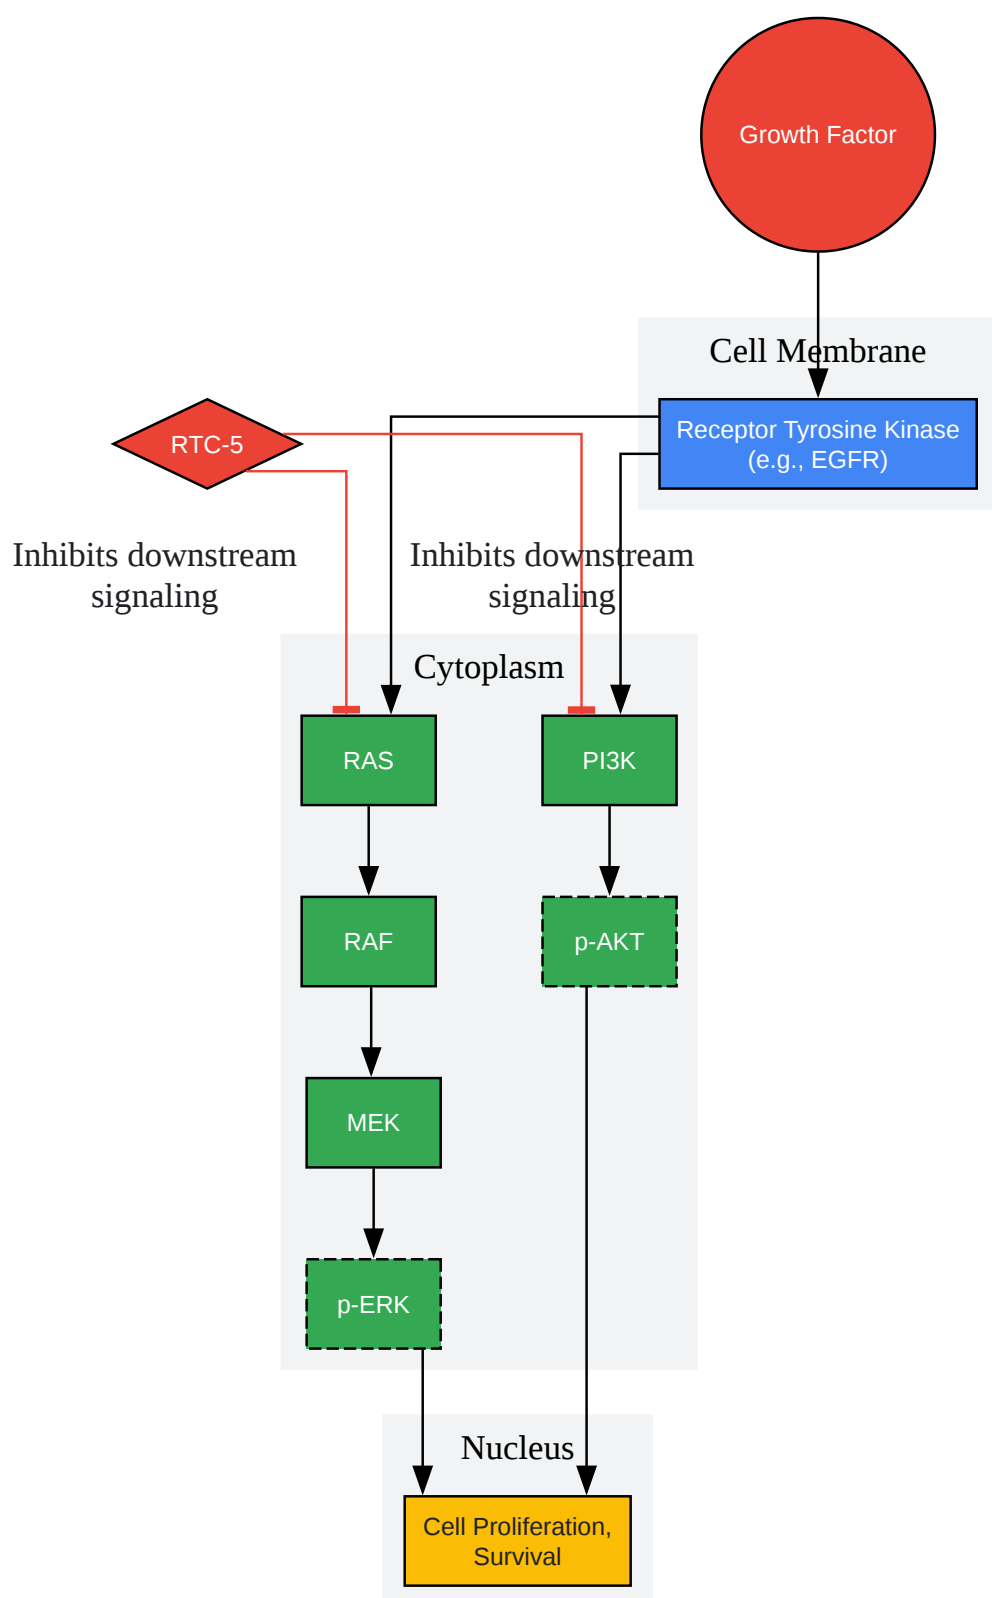 Growth Factor
Cell Membrane
Receptor Tyrosine Kinase
(e.g., EGFR)
RTC-5
Inhibits downstream
signaling
Inhibits downstream
signaling
Cytoplasm
RAS
PI3K
RAF
p-AKT
MEK
p-ERK
Nucleus
Cell Proliferation,
Survival